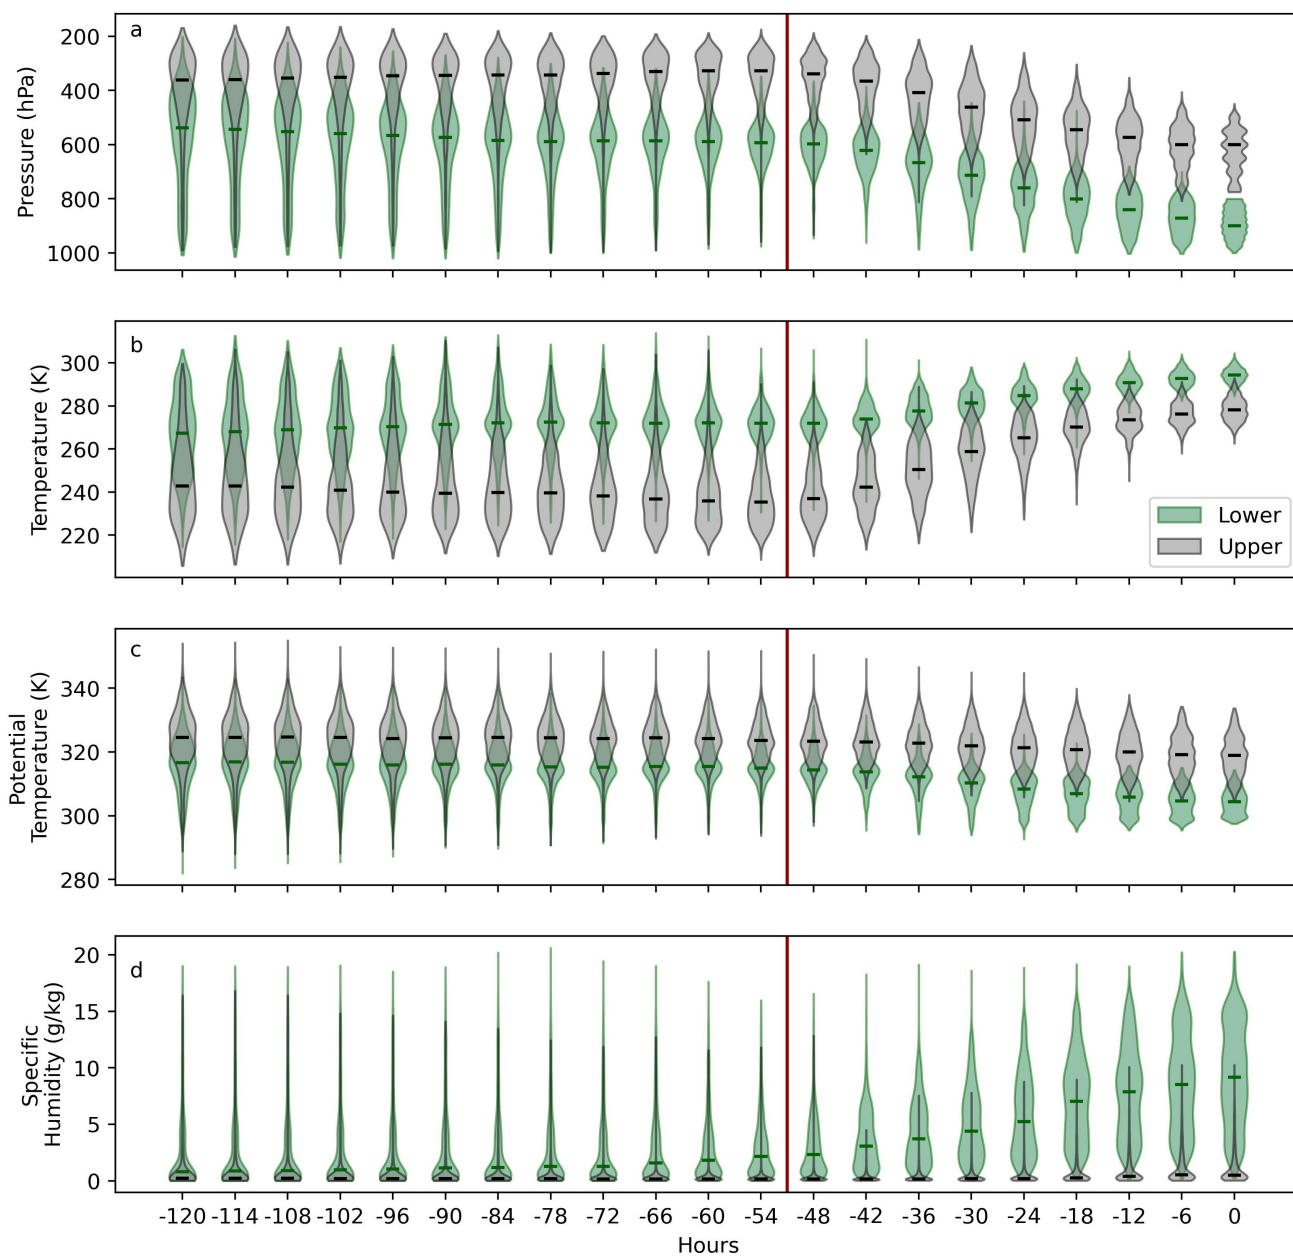 a
200
400
600
800
1000
Pressure (hPa)
b
300
280
260
240
220
Temperature (K)
Lower
Upper
c
340
320
300
280
Potential
Temperature (K)
d
20
15
10
5
0
Specific
Humidity (g/kg)
-120 -114 -108 -102 -96 -90 -84 -78 -72 -66 -60 -54 -48 -42 -36 -30 -24 -18 -12 -6 0
Hours